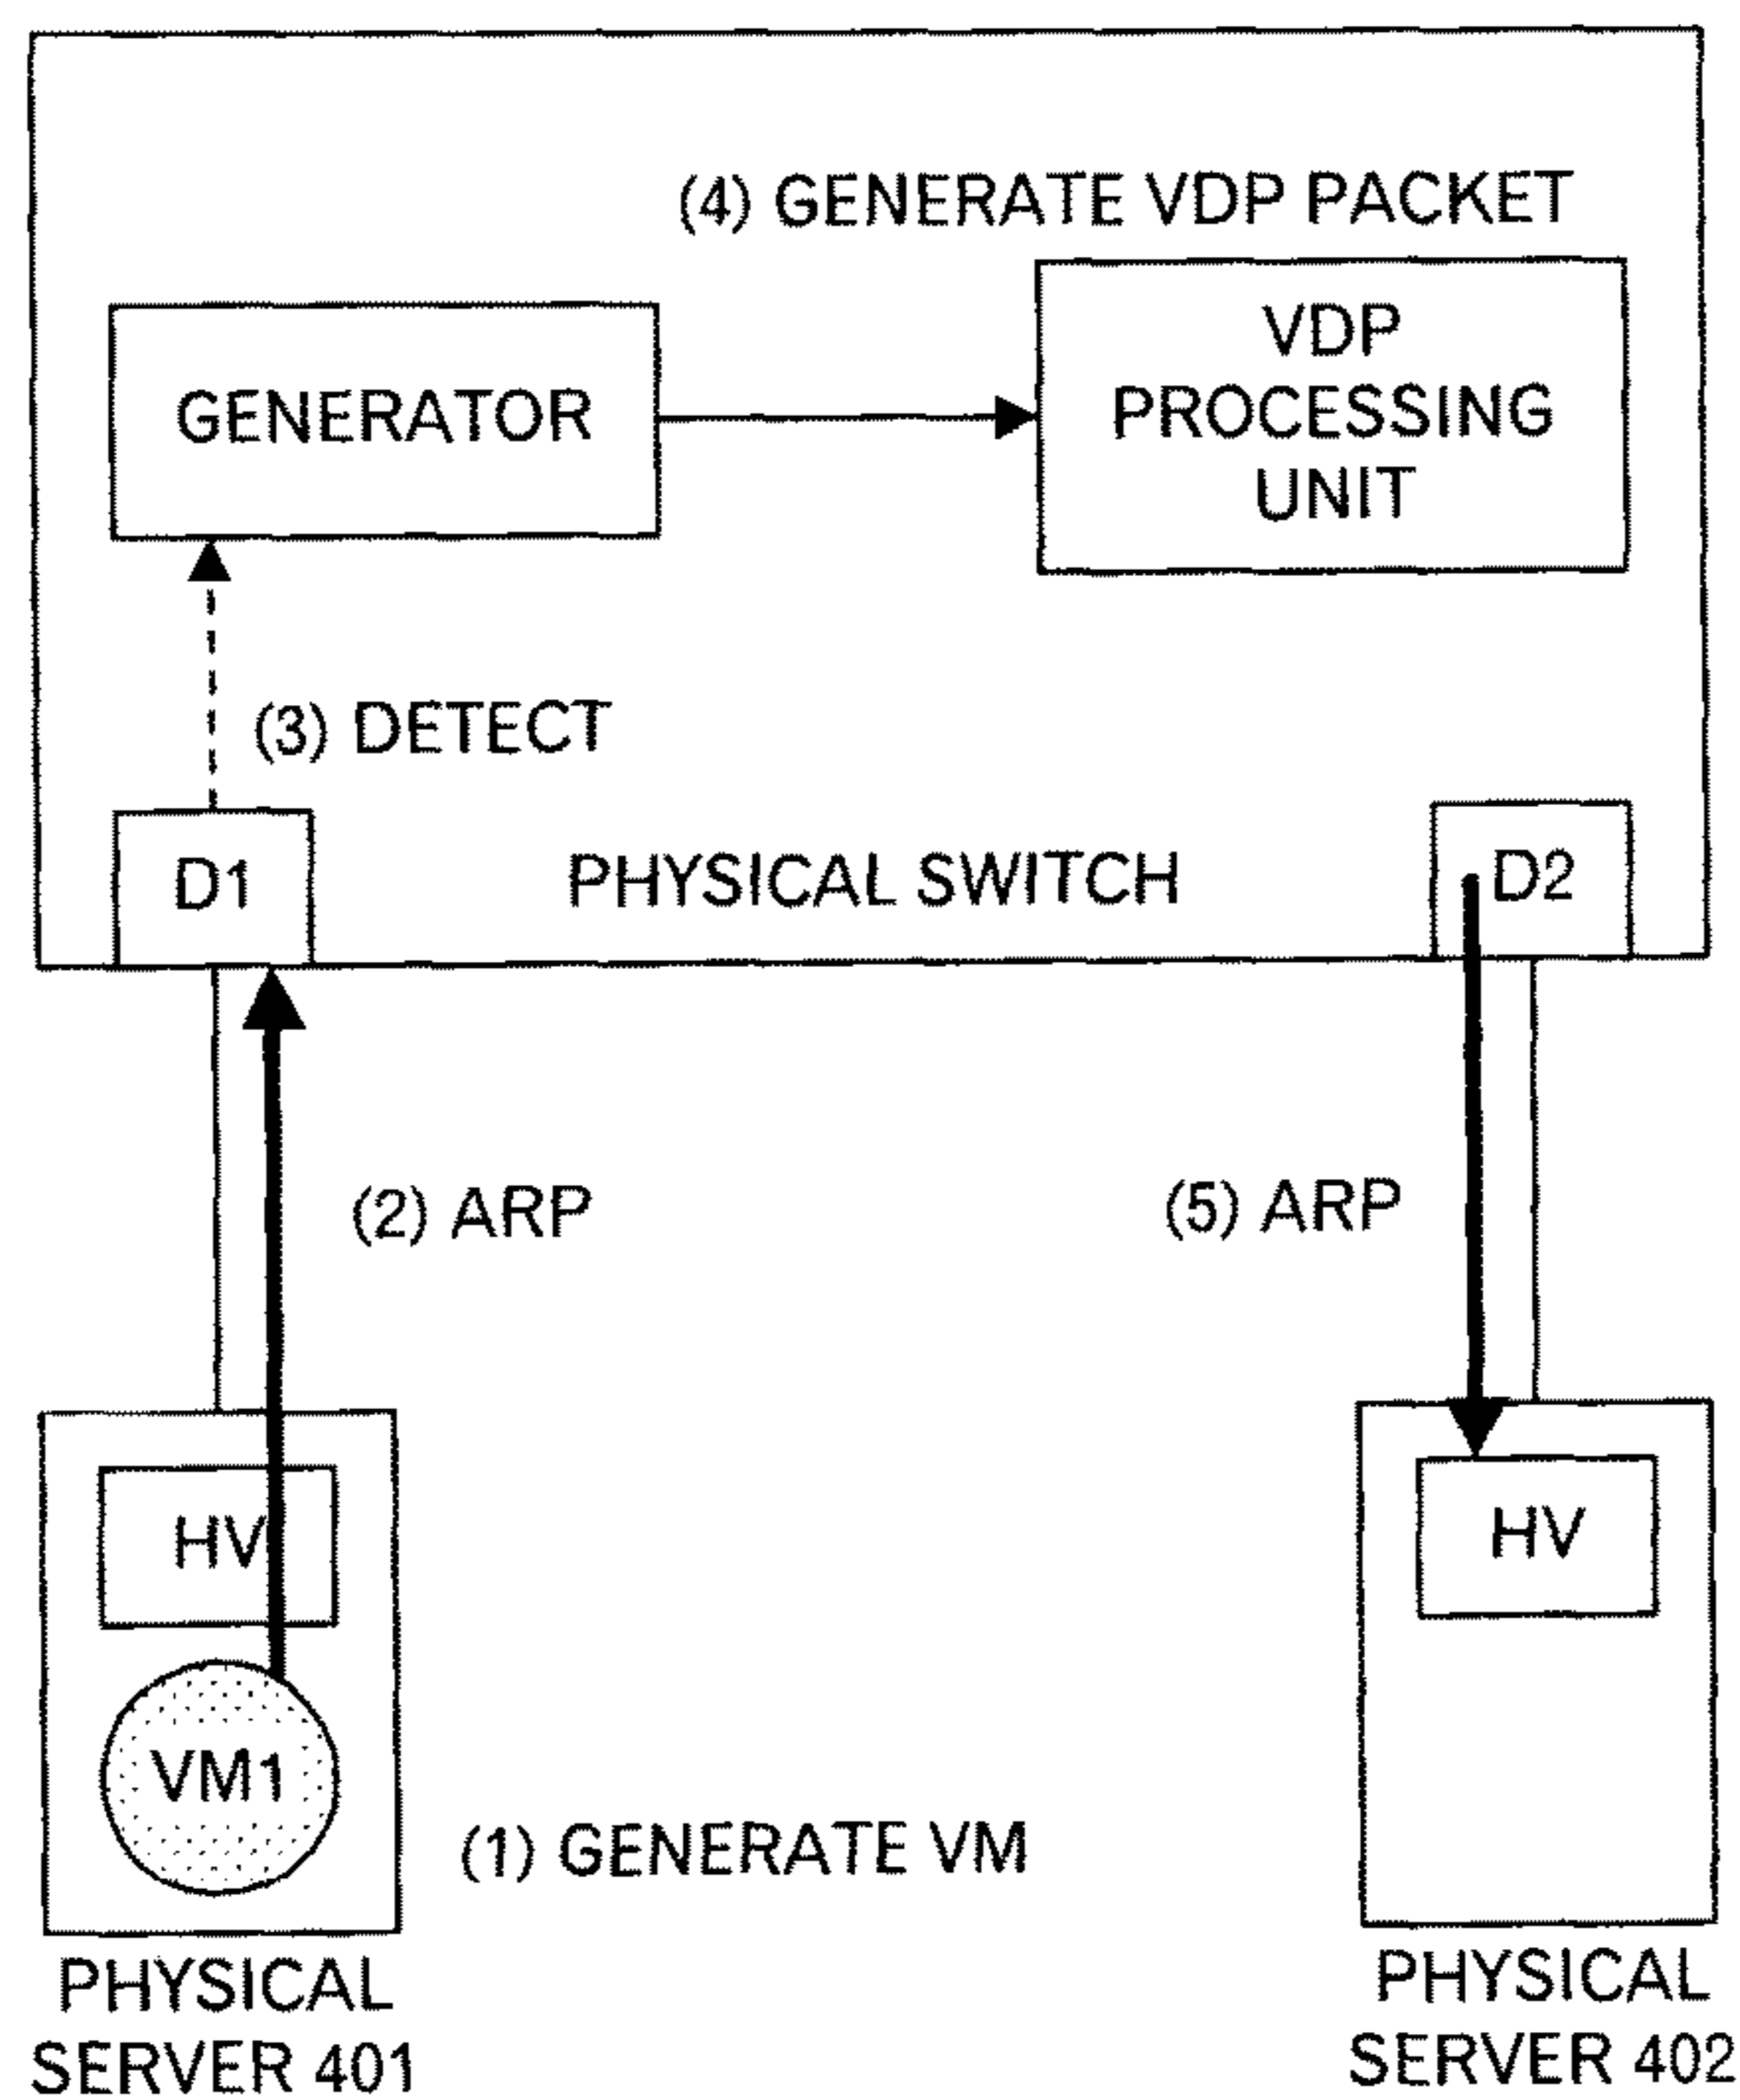 (4) GENERATE VDP PACKET
GENERATOR
VDP
PROCESSING
UNIT
(3) DETECT
D1
PHYSICAL SWITCH
D2
(2) ARP
(5) ARP
HV
HV
VM1
(1) GENERATE VM
PHYSICAL
SERVER 401
PHYSICAL
SERVER 402